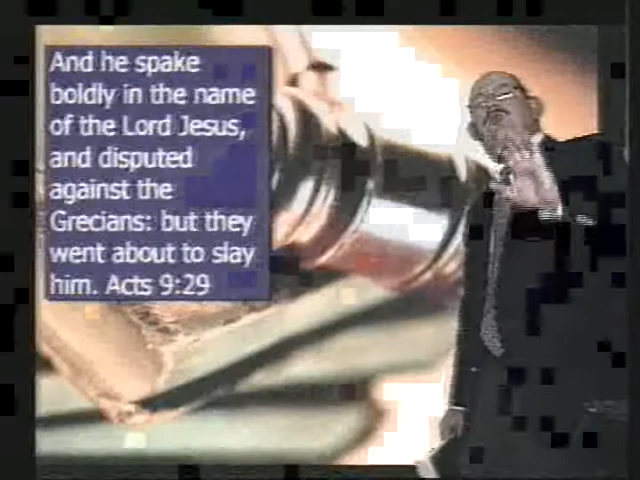 And he spake
boldly in the name
of the Lord Jesus,
and disputed
against the
Grecians: but they
went about to slay
him. Acts 9:29